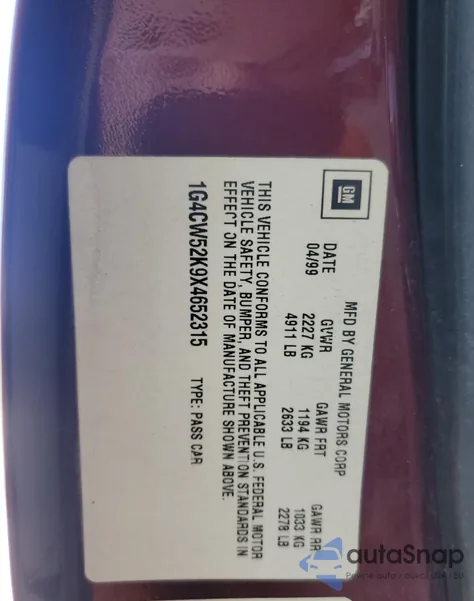 GM
MFD BY GENERAL MOTORS CORP
DATE GVWR GAWR FRT GAWR RR
04/99 2227 KG 1194 KG 1033 KG
4911 LB 2633 LB 2278 LB
THIS VEHICLE CONFORMS TO ALL APPLICABLE U.S. FEDERAL MOTOR
VEHICLE SAFETY, BUMPER, AND THEFT PREVENTION STANDARDS IN
EFFECT ON THE DATE OF MANUFACTURE SHOWN ABOVE.
1G4CW52K9X4652315 TYPE: PASS CAR
autoSnap